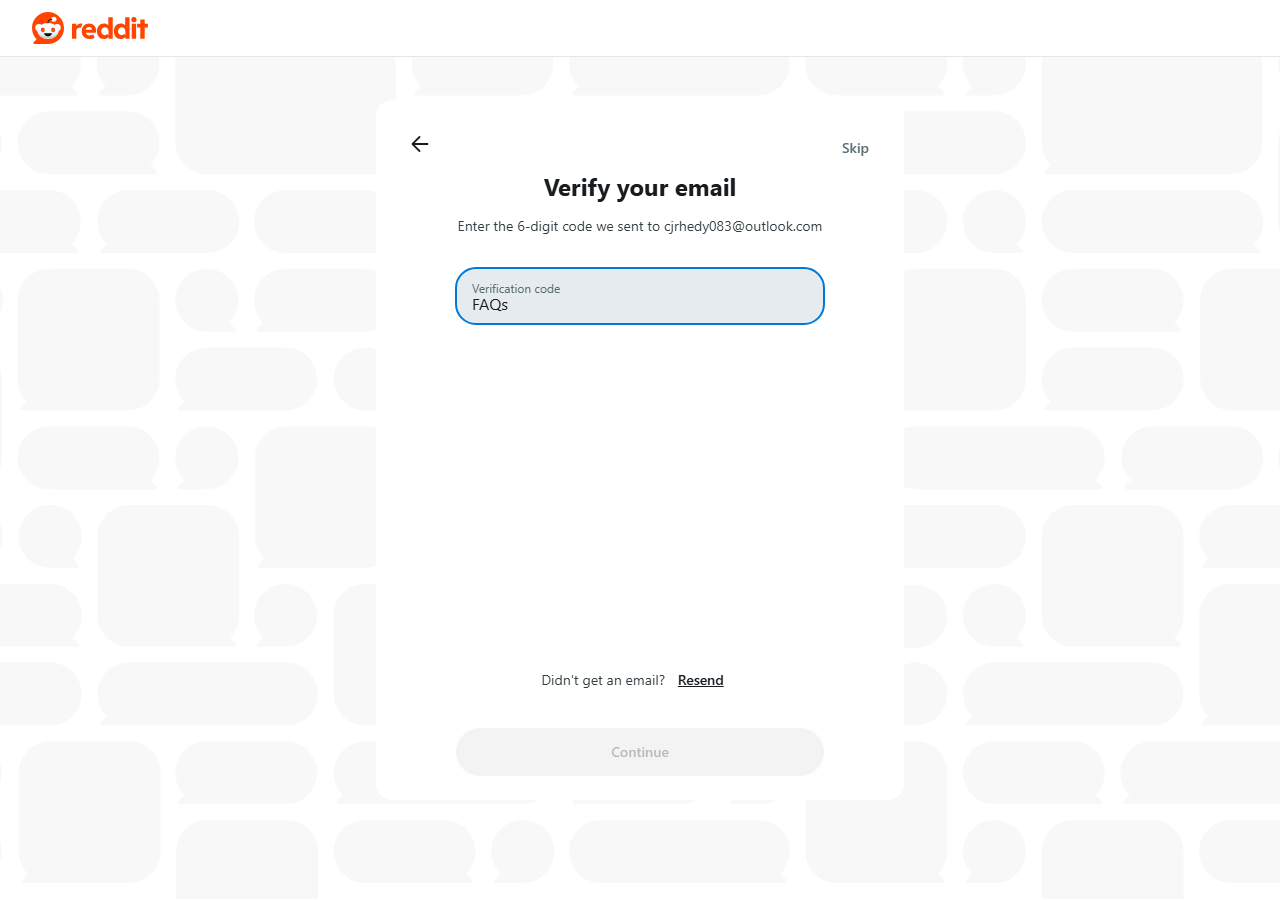 reddit
Skip
Verify your email
Enter the 6-digit code we sent to cjrhedy083@outlook.com
Verification code
FAQs
Didn't get an email? Resend
Continue